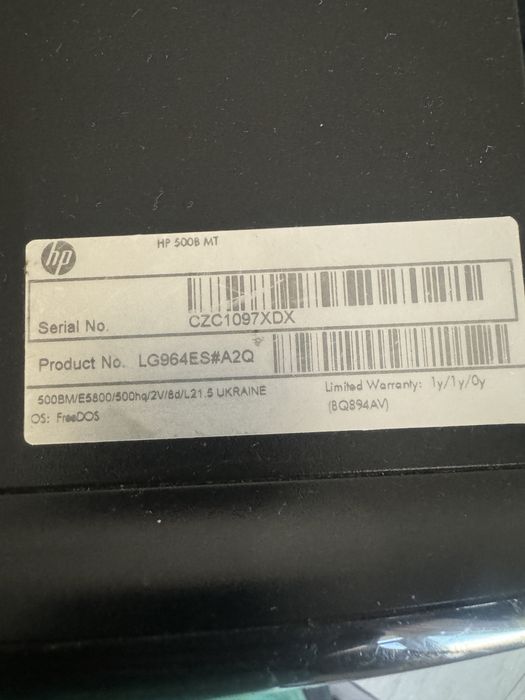 hp
HP 500B MT
Serial No.
CZC1097XDX
Product No. LG964ES#A2Q
500BM/E5800/500hq/2V/8d/L21.5 UKRAINE
OS: FreeDOS
Limited Warranty: 1y/1y/0y
(BQ894AV)